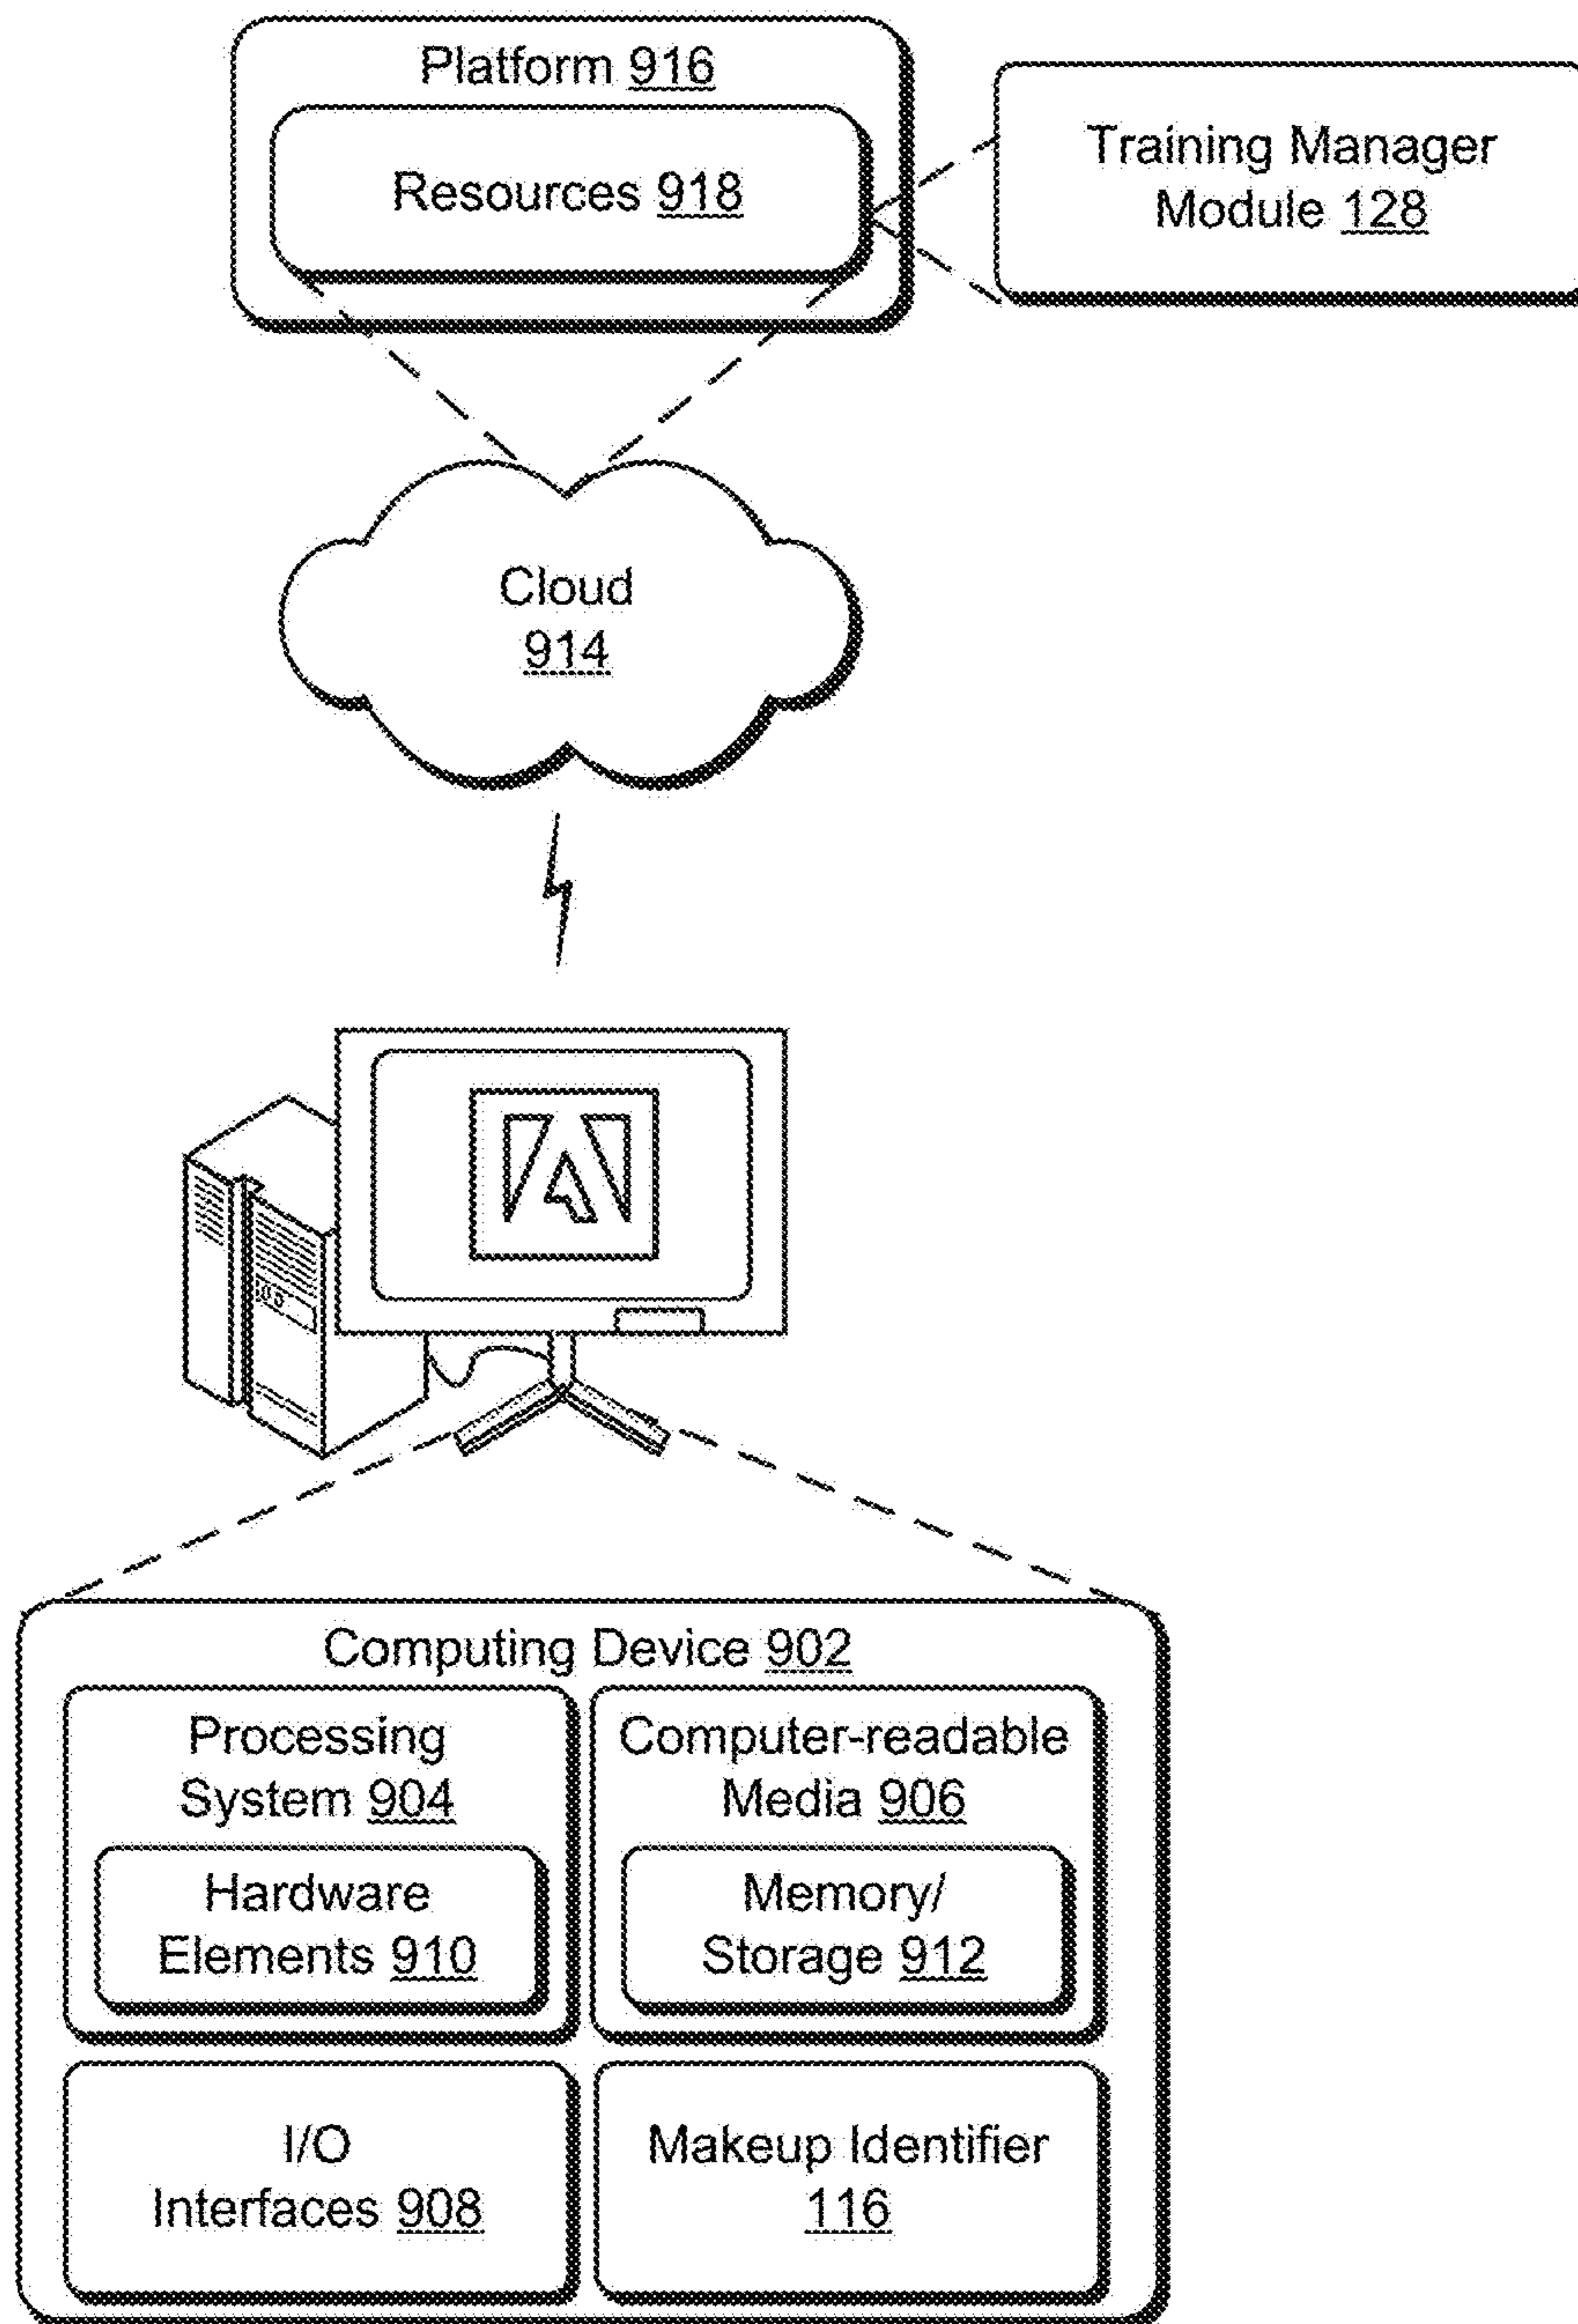 Platform 916
Resources 918
Training Manager
Module 128
Cloud
914
Computing Device 902
Processing
System 904
Hardware
Elements 910
Computer-readable
Media 906
Memory/
Storage 912
I/O
Interfaces 908
Makeup Identifier
116